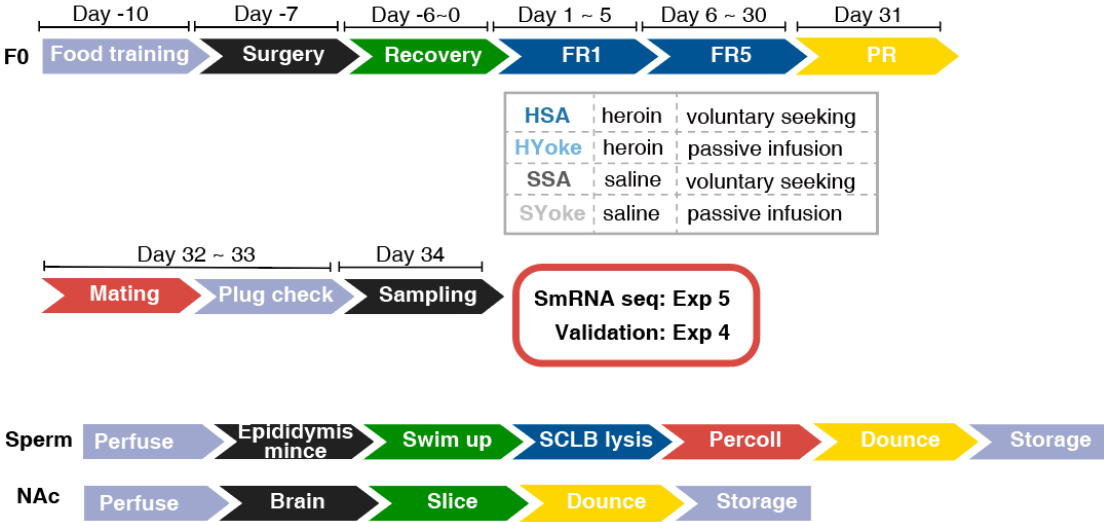 Day -10 Day -7 Day -6~0 Day 1 ~ 5 Day 6 ~ 30 Day 31
F0 Food training Surgery Recovery FR1 FR5 PR
HSA heroin voluntary seeking
HYoke heroin passive infusion
SSA saline voluntary seeking
SYoke saline passive infusion
Day 32 ~ 33 Day 34
Mating Plug check Sampling
SmRNA seq: Exp 5
Validation: Exp 4
Sperm Perfuse Epididymis mince Swim up SCLB lysis Percoll Dounce Storage
NAc Perfuse Brain Slice Dounce Storage